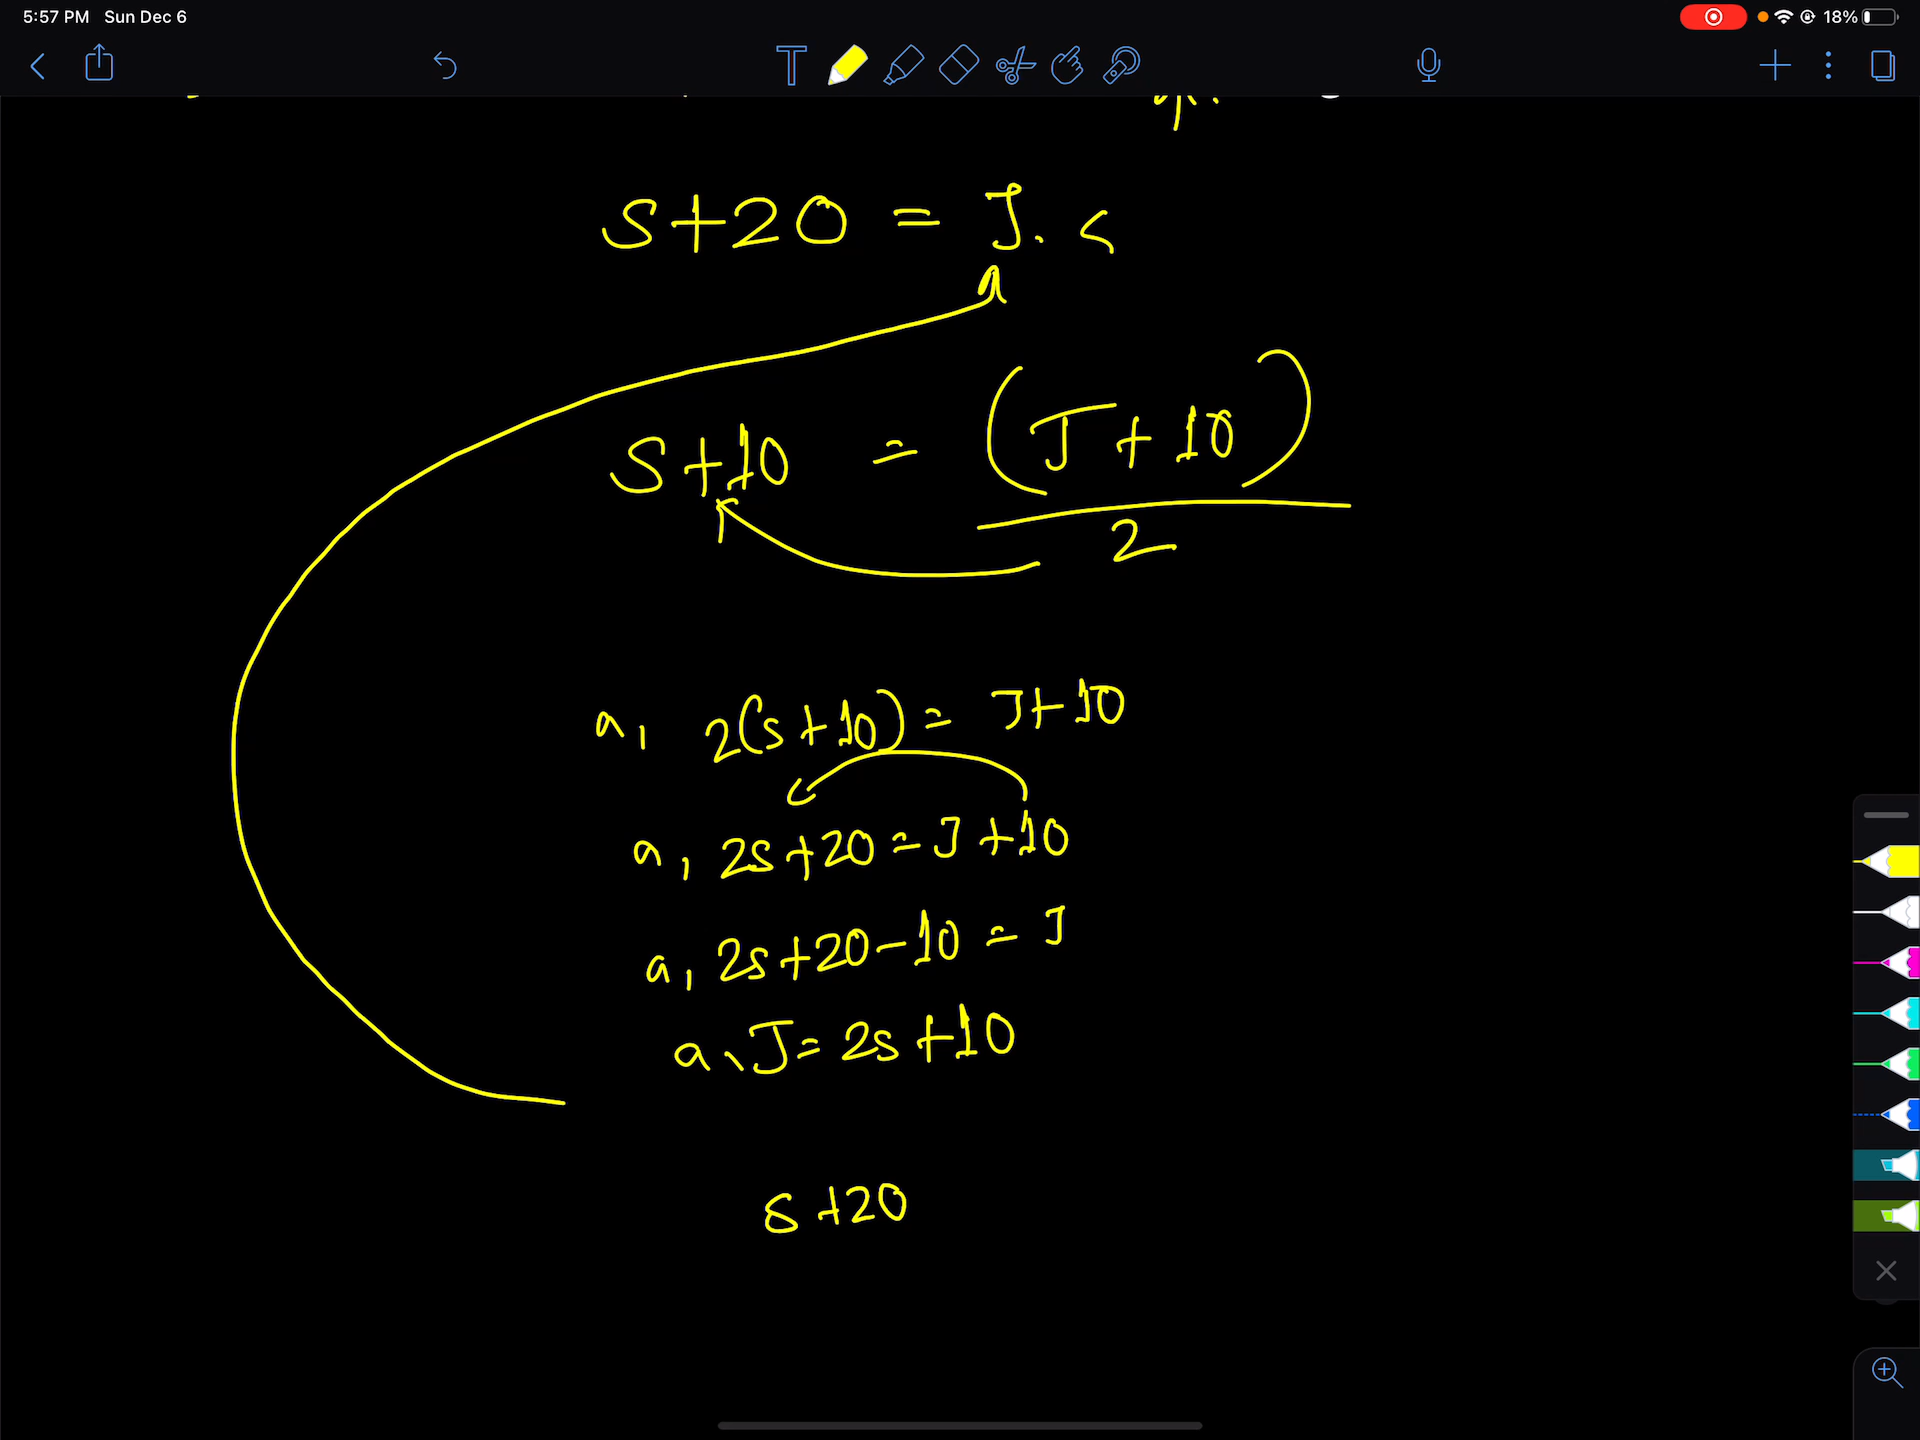 5:57 PM Sun Dec 6 18%
S+20 = J. <
S+10 = (J+10)
2
a, 2(s+10) = J+10
a, 2s+20=J+10
a, 2s+20-10 = J
a, J= 2s+10
s+20